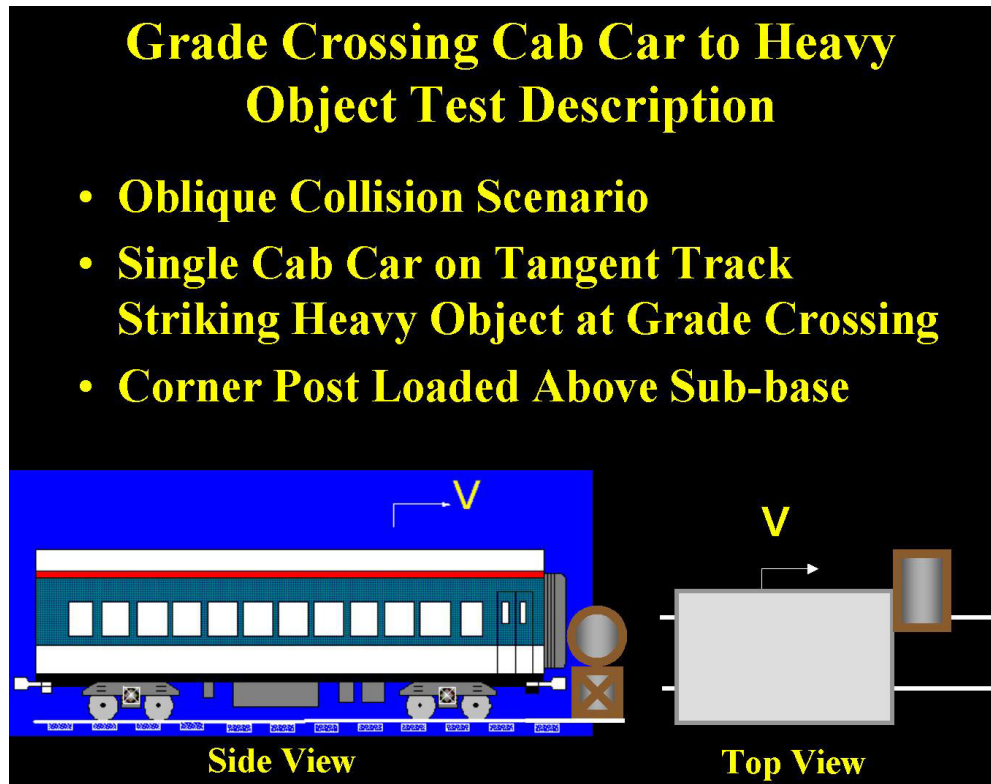 Grade Crossing Cab Car to Heavy
Object Test Description
• Oblique Collision Scenario
• Single Cab Car on Tangent Track
Striking Heavy Object at Grade Crossing
• Corner Post Loaded Above Sub-base
V
V
Side View
Top View